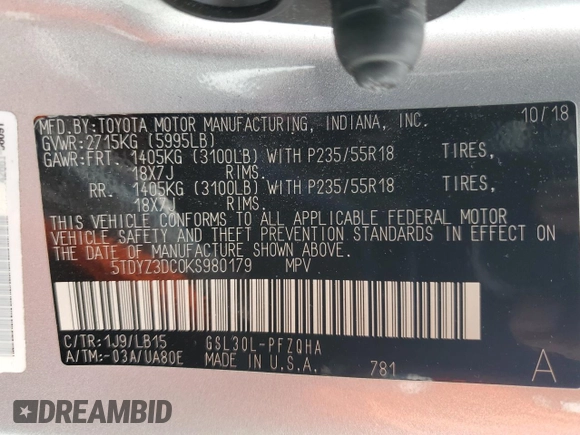 MFD.BY:TOYOTA MOTOR MANUFACTURING, INDIANA, INC. 10/18
GVWR:2715KG (5995LB)
GAWR:FRT. 1405KG (3100LB) WITH P235/55R18 TIRES,
18X7J RIMS.
RR. 1405KG (3100LB) WITH P235/55R18 TIRES,
18X7J RIMS.
THIS VEHICLE CONFORMS TO ALL APPLICABLE FEDERAL MOTOR
VEHICLE SAFETY AND THEFT PREVENTION STANDARDS IN EFFECT ON
THE DATE OF MANUFACTURE SHOWN ABOVE.
5TDYZ3DC0KS980179 MPV
C/TR:1J9/LB15 GSL30L-PFZQHA
A/TM:-03A/UA80E MADE IN U.S.A. 781 A
DREAMBID